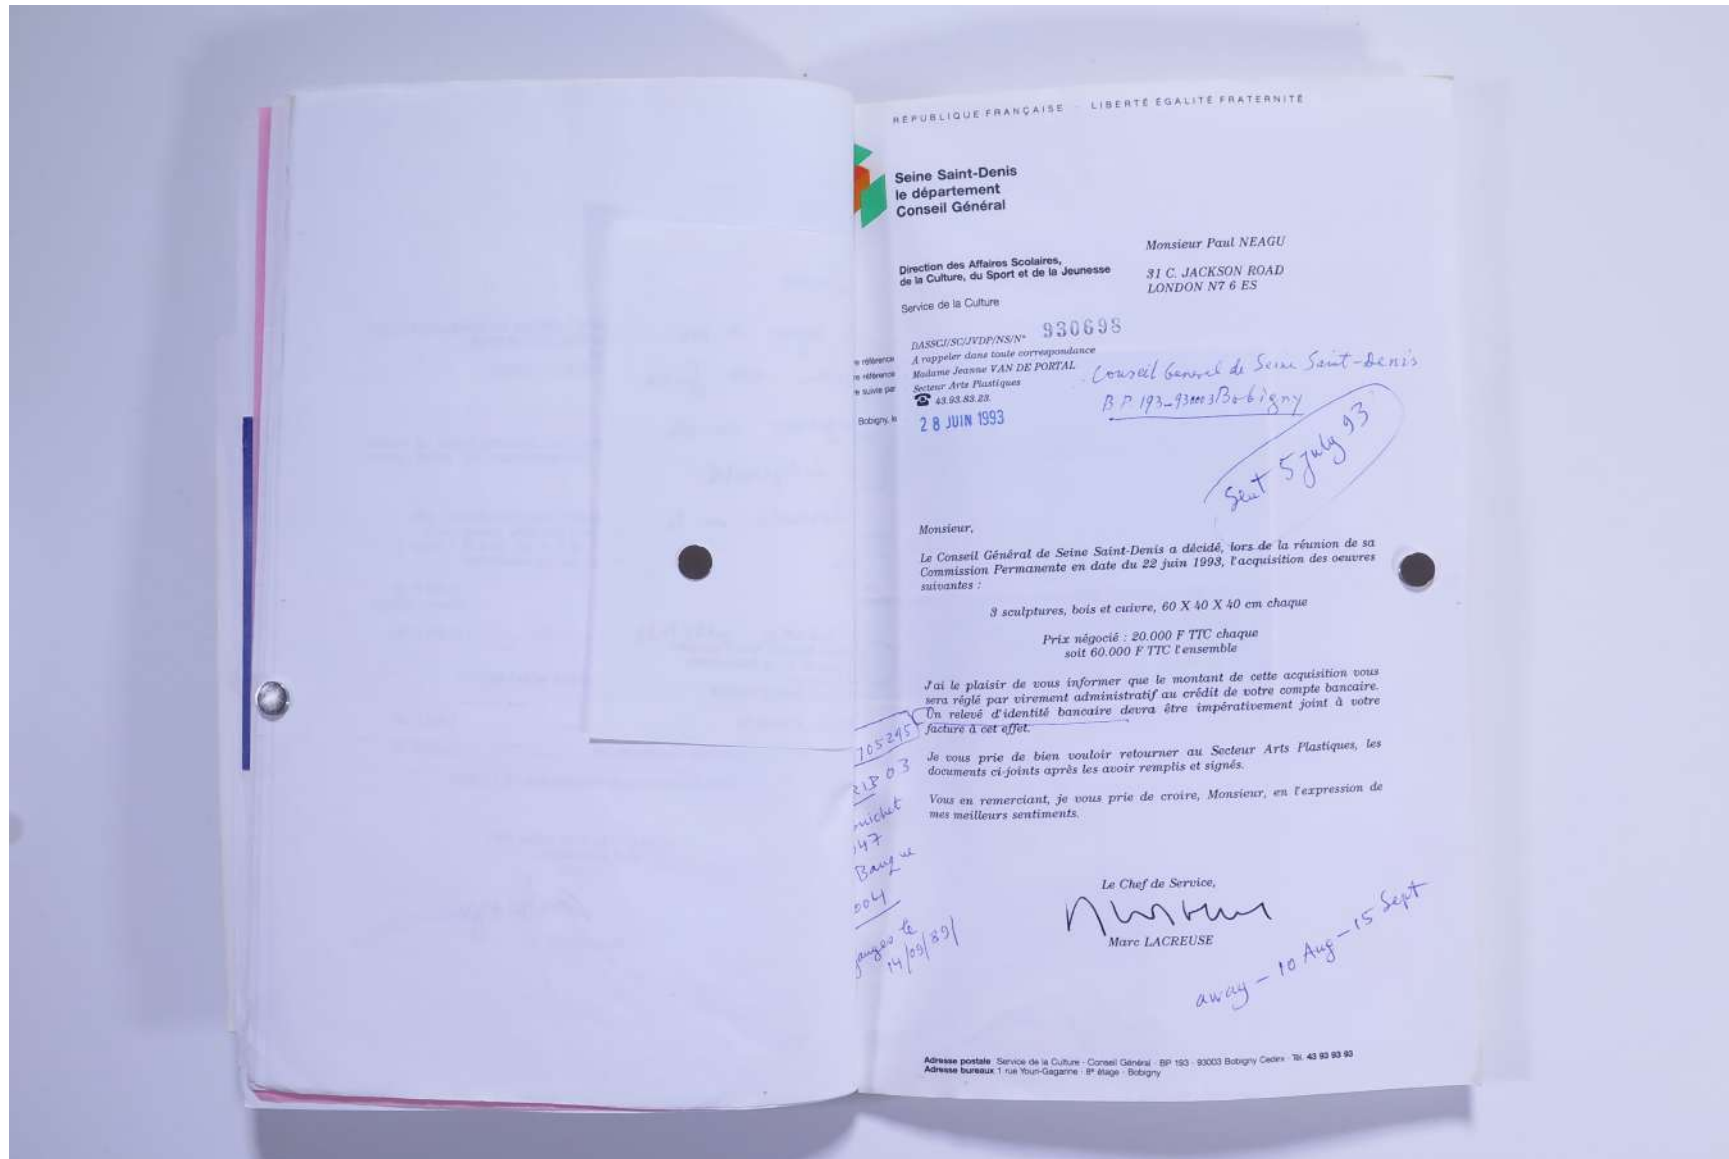 RÉPUBLIQUE FRANÇAISE - LIBERTÉ ÉGALITÉ FRATERNITÉ
Seine Saint-Denis
le département
Conseil Général
Monsieur Paul NEAGU
31 C. JACKSON ROAD
LONDON N7 6 ES
Direction des Affaires Scolaires,
de la Culture, du Sport et de la Jeunesse
Service de la Culture
DASSCJ/SC/JVDP/NS/N° 930698
référence A rappeler dans toute correspondance
référence Madame Jeanne VAN DE PORTAL
suivie par Secteur Arts Plastiques
☎ 43.93.83.23.
Bobigny, le 28 JUIN 1993
Conseil General de Seine Saint-Denis
BP 193-93003 Bobigny
Sent 5 july 93
Monsieur,
Le Conseil Général de Seine Saint-Denis a décidé, lors de la réunion de sa
Commission Permanente en date du 22 juin 1993, l'acquisition des oeuvres
suivantes :
3 sculptures, bois et cuivre, 60 X 40 X 40 cm chaque
Prix négocié : 20.000 F TTC chaque
soit 60.000 F TTC l'ensemble
J'ai le plaisir de vous informer que le montant de cette acquisition vous
sera réglé par virement administratif au crédit de votre compte bancaire.
Un relevé d'identité bancaire devra être impérativement joint à votre
facture à cet effet.
Je vous prie de bien vouloir retourner au Secteur Arts Plastiques, les
documents ci-joints après les avoir remplis et signés.
Vous en remerciant, je vous prie de croire, Monsieur, en l'expression de
mes meilleurs sentiments.
705295
RIB 03
Banque
004
14/09/89
Le Chef de Service,
Marc LACREUSE
away - 10 Aug - 15 Sept
Adresse postale Service de la Culture - Conseil Général - BP 193 - 93003 Bobigny Cedex - Tél. 43 93 93 93
Adresse bureaux 1 rue Youri-Gagarine - 8e étage - Bobigny